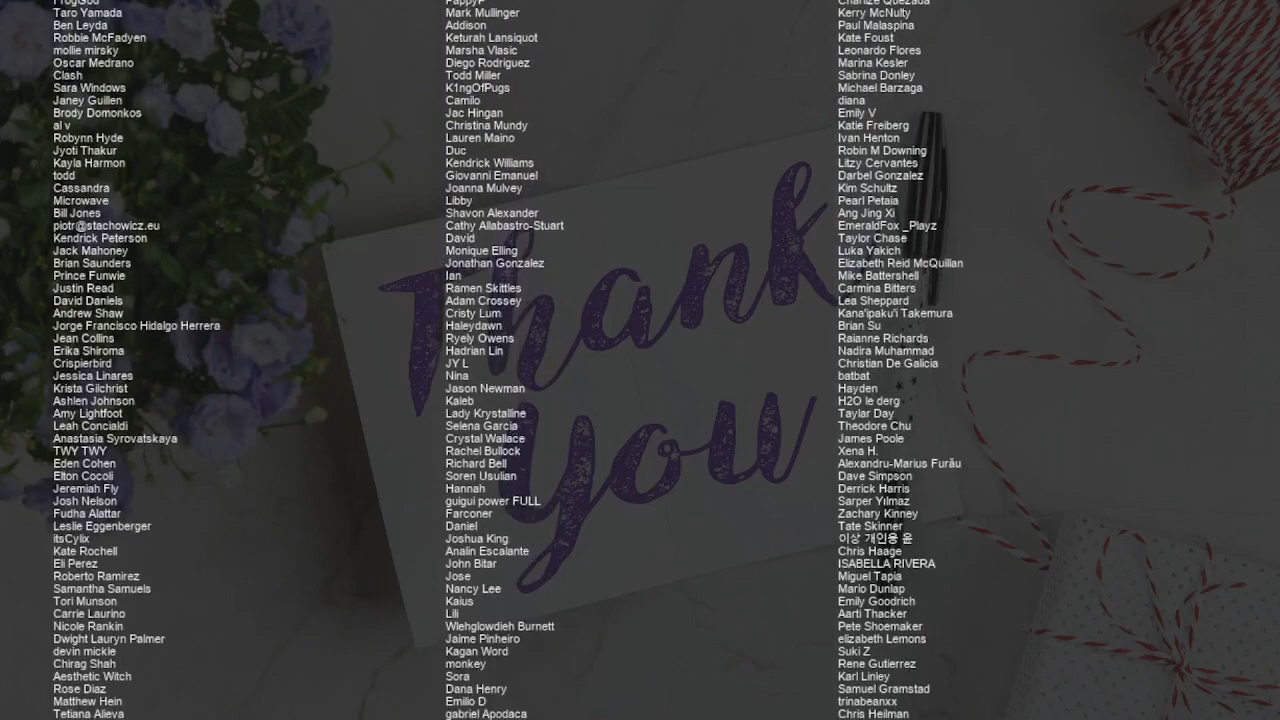 FrogGod
Taro Yamada
Ben Leyda
Robbie McFadyen
mollie mirsky
Oscar Medrano
Clash
Sara Windows
Janey Guillen
Brody Domonkos
al v
Robynn Hyde
Jyoti Thakur
Kayla Harmon
todd
Cassandra
Microwave
Bill Jones
piotr@stachowicz.eu
Kendrick Peterson
Jack Mahoney
Brian Saunders
Prince Funwie
Justin Read
David Daniels
Andrew Shaw
Jorge Francisco Hidalgo Herrera
Jean Collins
Erika Shiroma
Crispierbird
Jessica Linares
Krista Gilchrist
Ashlen Johnson
Amy Lightfoot
Leah Concialdi
Anastasia Syrovatskaya
TWY TWY
Eden Cohen
Elton Cocoli
Jeremiah Fly
Josh Nelson
Fudha Alattar
Leslie Eggenberger
itsCylix
Kate Rochell
Eli Perez
Roberto Ramirez
Samantha Samuels
Tori Munson
Carrie Laurino
Nicole Rankin
Dwight Lauryn Palmer
devin mickle
Chirag Shah
Aesthetic Witch
Rose Diaz
Matthew Hein
Tetiana Alieva
PappyP
Mark Mullinger
Addison
Keturah Lansiquot
Marsha Vlasic
Diego Rodriguez
Todd Miller
K1ngOfPugs
Camilo
Jac Hingan
Christina Mundy
Lauren Maino
Duc
Kendrick Williams
Giovanni Emanuel
Joanna Mulvey
Libby
Shavon Alexander
Cathy Allabastro-Stuart
David
Monique Elling
Jonathan Gonzalez
Ian
Ramen Skittles
Adam Crossey
Cristy Lum
Haleydawn
Ryely Owens
Hadrian Lin
JY L
Nina
Jason Newman
Kaleb
Lady Krystalline
Selena Garcia
Crystal Wallace
Rachel Bullock
Richard Bell
Soren Usulian
Hannah
guigui power FULL
Farconer
Daniel
Joshua King
Analin Escalante
John Bitar
Jose
Nancy Lee
Kaius
Lili
Wlehglowdieh Burnett
Jaime Pinheiro
Kagan Word
monkey
Sora
Dana Henry
Emilio D
gabriel Apodaca
Charlize Quezada
Kerry McNulty
Paul Malaspina
Kate Foust
Leonardo Flores
Marina Kesler
Sabrina Donley
Michael Barzaga
diana
Emily V
Katie Freiberg
Ivan Henton
Robin M Downing
Litzy Cervantes
Darbel Gonzalez
Kim Schultz
Pearl Petaia
Ang Jing Xi
EmeraldFox _Playz
Taylor Chase
Luka Yakich
Elizabeth Reid McQuillan
Mike Battershell
Carmina Bitters
Lea Sheppard
Kana'ipaku'i Takemura
Brian Su
Raianne Richards
Nadira Muhammad
Christian De Galicia
batbat
Hayden
H2O le derg
Taylar Day
Theodore Chu
James Poole
Xena H.
Alexandru-Marius Furău
Dave Simpson
Derrick Harris
Sarper Yılmaz
Zachary Kinney
Tate Skinner
이상 개인용 윤
Chris Haage
ISABELLA RIVERA
Miguel Tapia
Mario Dunlap
Emily Goodrich
Aarti Thacker
Pete Shoemaker
elizabeth Lemons
Suki Z
Rene Gutierrez
Karl Linley
Samuel Gramstad
trinabeanxx
Chris Heilman
Thank
you